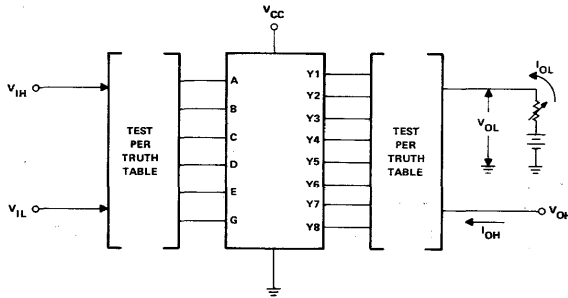 VCC
VIH
VIL
TEST
PER
TRUTH
TABLE
A
B
C
D
E
G
Y1
Y2
Y3
Y4
Y5
Y6
Y7
Y8
TEST
PER
TRUTH
TABLE
IOL
VOL
VOH
IOH